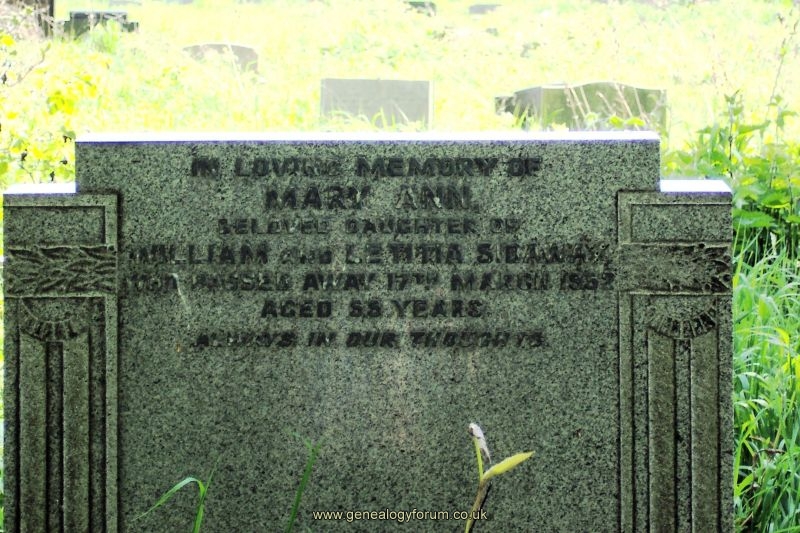 IN LOVING MEMORY OF
MARY ANN,
BELOVED DAUGHTER OF
WILLIAM AND LETITIA SIDAWAY
WHO PASSED AWAY 17TH MARCH
AGED YEARS
ALWAYS IN OUR THOUGHTS.
www.genealogyforum.co.uk